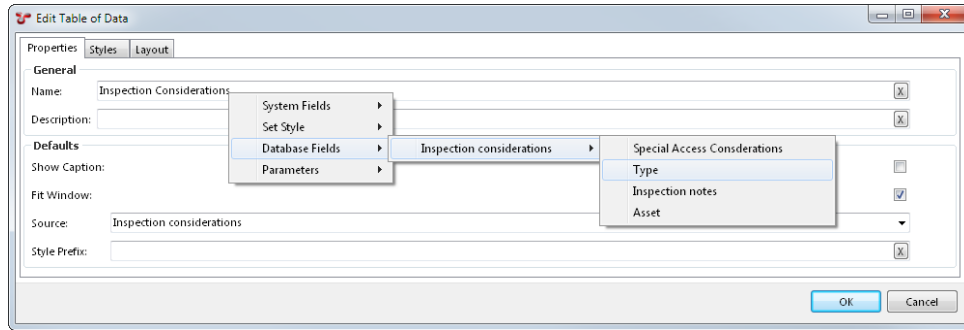 Edit Table of Data
Properties Styles Layout
General
Name: Inspection Considerations
X
System Fields
Description:
X
Set Style
Defaults
Database Fields
Inspection considerations
Special Access Considerations
Show Caption:
Parameters
Type
Fit Window:
Inspection notes
Asset
Source: Inspection considerations
Style Prefix:
X
OK Cancel